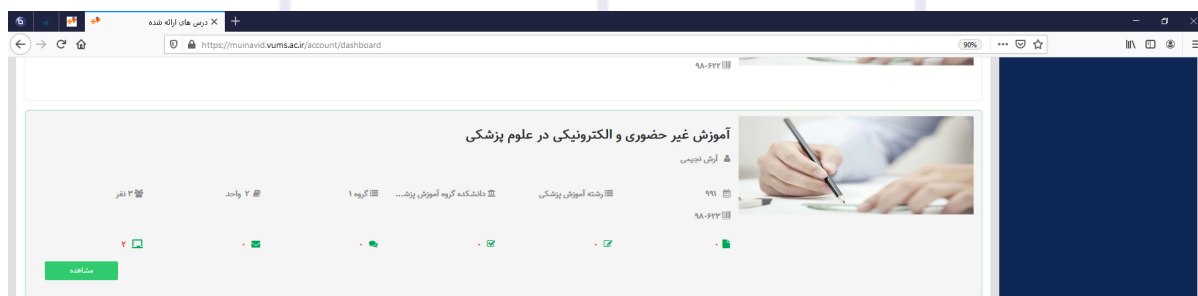 درس های ارائه شده
https://muinavid.vums.ac.ir/account/dashboard
90%
۹۸-۶۲۲
آموزش غیر حضوری و الکترونیکی در علوم پزشکی
آرش نجیمی
۹۹۱ رشته آموزش پزشکی دانشکده گروه آموزش پزش... گروه ۱ ۲ واحد ۳ نفر
۹۸-۶۲۳
۰ ۰ ۰ ۰ ۰ ۲
مشاهده